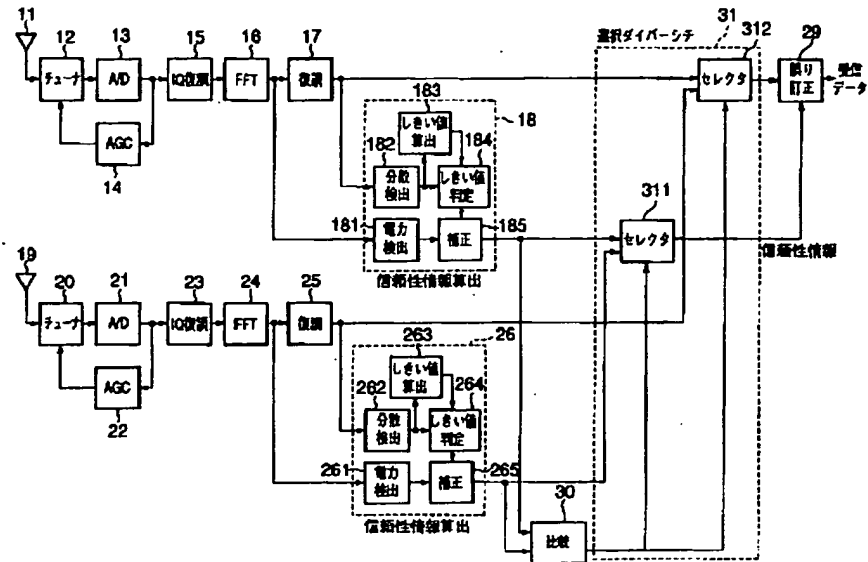 11
12
13
15
16
17
チューナ
A/D
IQ復調
FFT
復調
AGC
14
選択ダイバーシチ
31
312
29
セレクタ
誤り
訂正
受信
データ
183
18
しきい値
算出
182
184
分散
検出
しきい値
判定
181
185
電力
検出
補正
信頼性情報算出
311
セレクタ
信頼性情報
19
20
21
23
24
25
チューナ
A/D
IQ復調
FFT
復調
AGC
22
263
26
しきい値
算出
262
264
分散
検出
しきい値
判定
261
265
電力
検出
補正
信頼性情報算出
30
比較